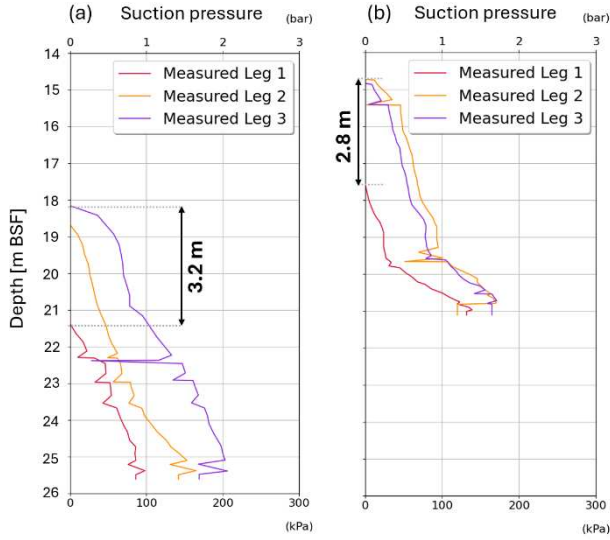 (a) Suction pressure
0 1 2 3 (bar)
Measured Leg 1
Measured Leg 2
Measured Leg 3
14
15
16
17
18
19
20
21
22
23
24
25
26
Depth [m BSF]
3.2 m
0 100 200 300
(kPa)
(b) Suction pressure
0 1 2 3 (bar)
Measured Leg 1
Measured Leg 2
Measured Leg 3
2.8 m
0 100 200 300
(kPa)